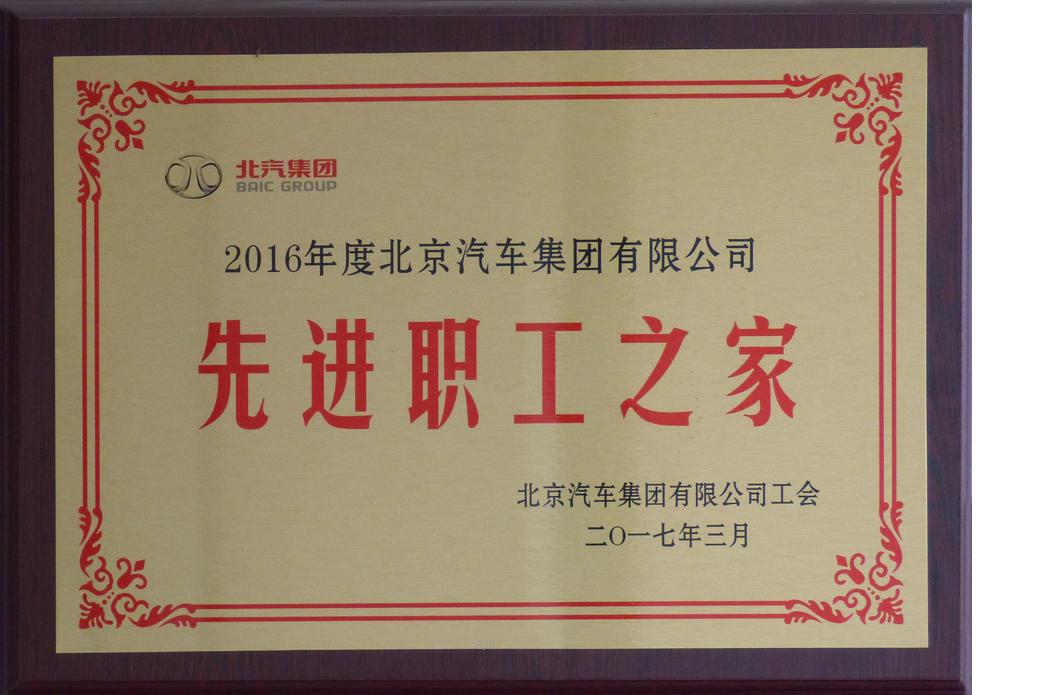 北汽集团
BAIC GROUP
2016年度北京汽车集团有限公司
先进职工之家
北京汽车集团有限公司工会
二〇一七年三月